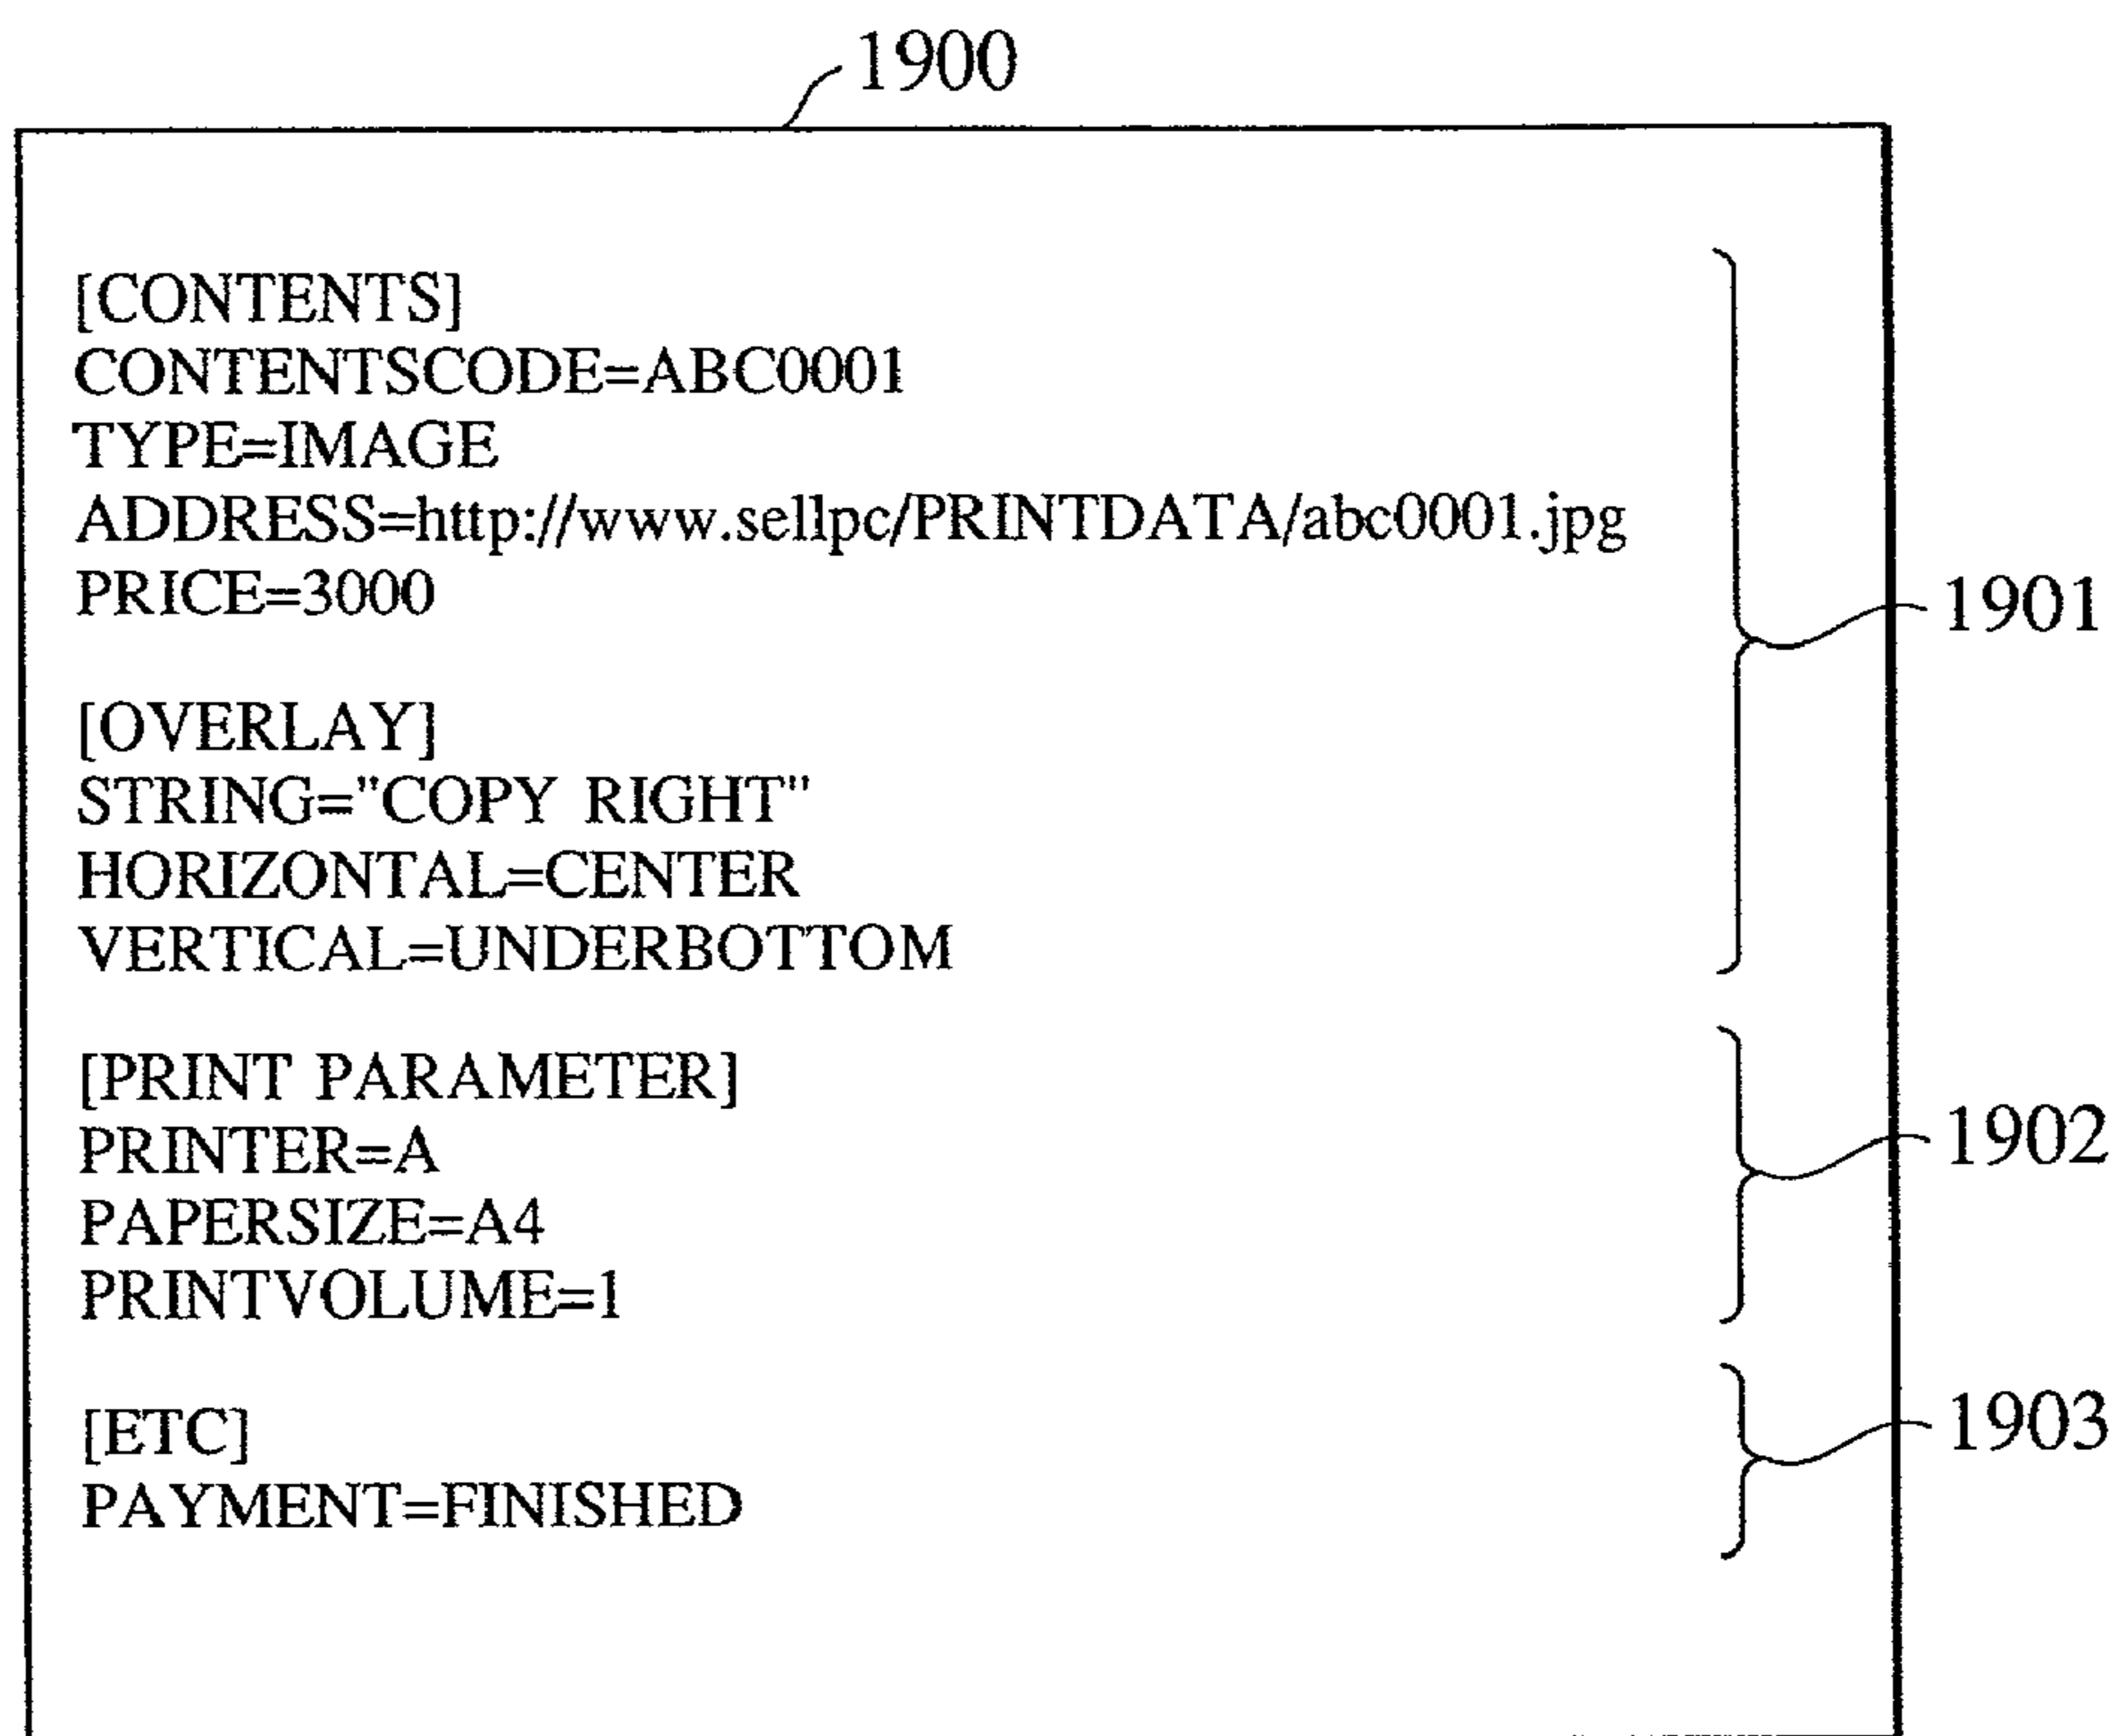 1900
[CONTENTS]
CONTENTSCODE=ABC0001
TYPE=IMAGE
ADDRESS=http://www.sellpc/PRINTDATA/abc0001.jpg
PRICE=3000
1901
[OVERLAY]
STRING="COPY RIGHT"
HORIZONTAL=CENTER
VERTICAL=UNDERBOTTOM
[PRINT PARAMETER]
PRINTER=A
1902
PAPERSIZE=A4
PRINTVOLUME=1
[ETC]
1903
PAYMENT=FINISHED